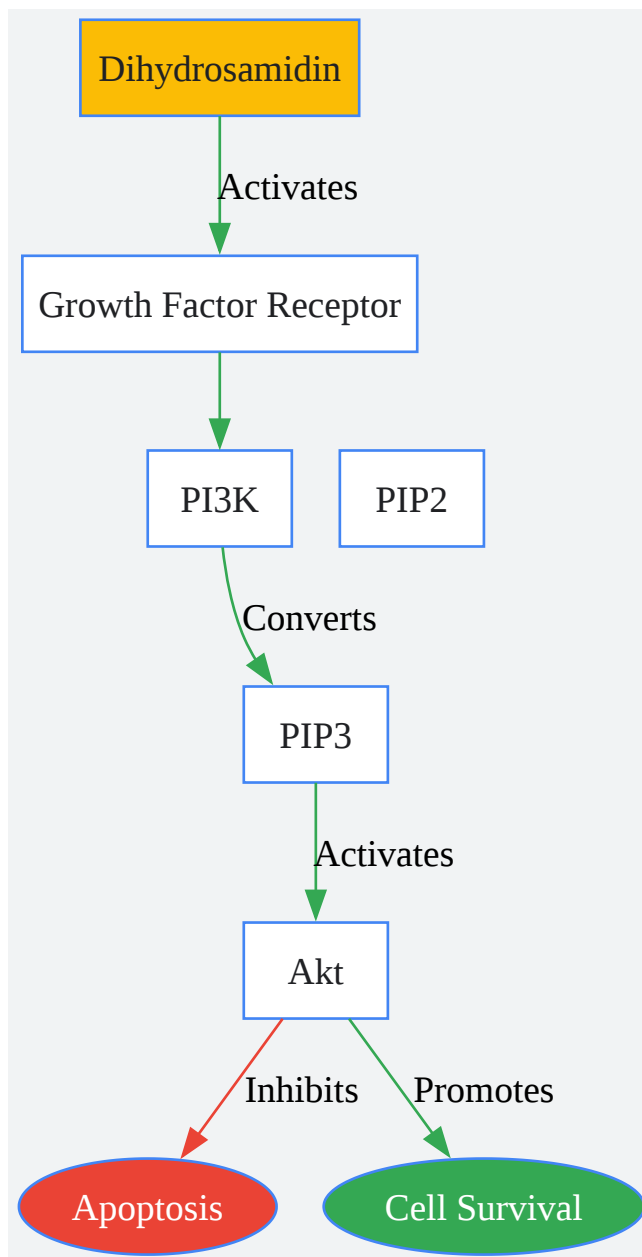 Dihydrosamidin
Activates
Growth Factor Receptor
PI3K
PIP2
Converts
PIP3
Activates
Akt
Inhibits
Promotes
Apoptosis
Cell Survival